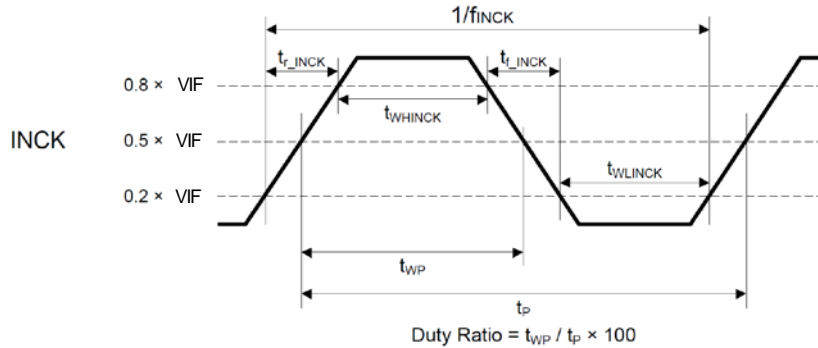 1/fINCK
tr_INCK
tf_INCK
0.8 × VIF
tWHINCK
INCK
0.5 × VIF
tWLINCK
0.2 × VIF
tWP
tP
Duty Ratio = tWP / tP × 100